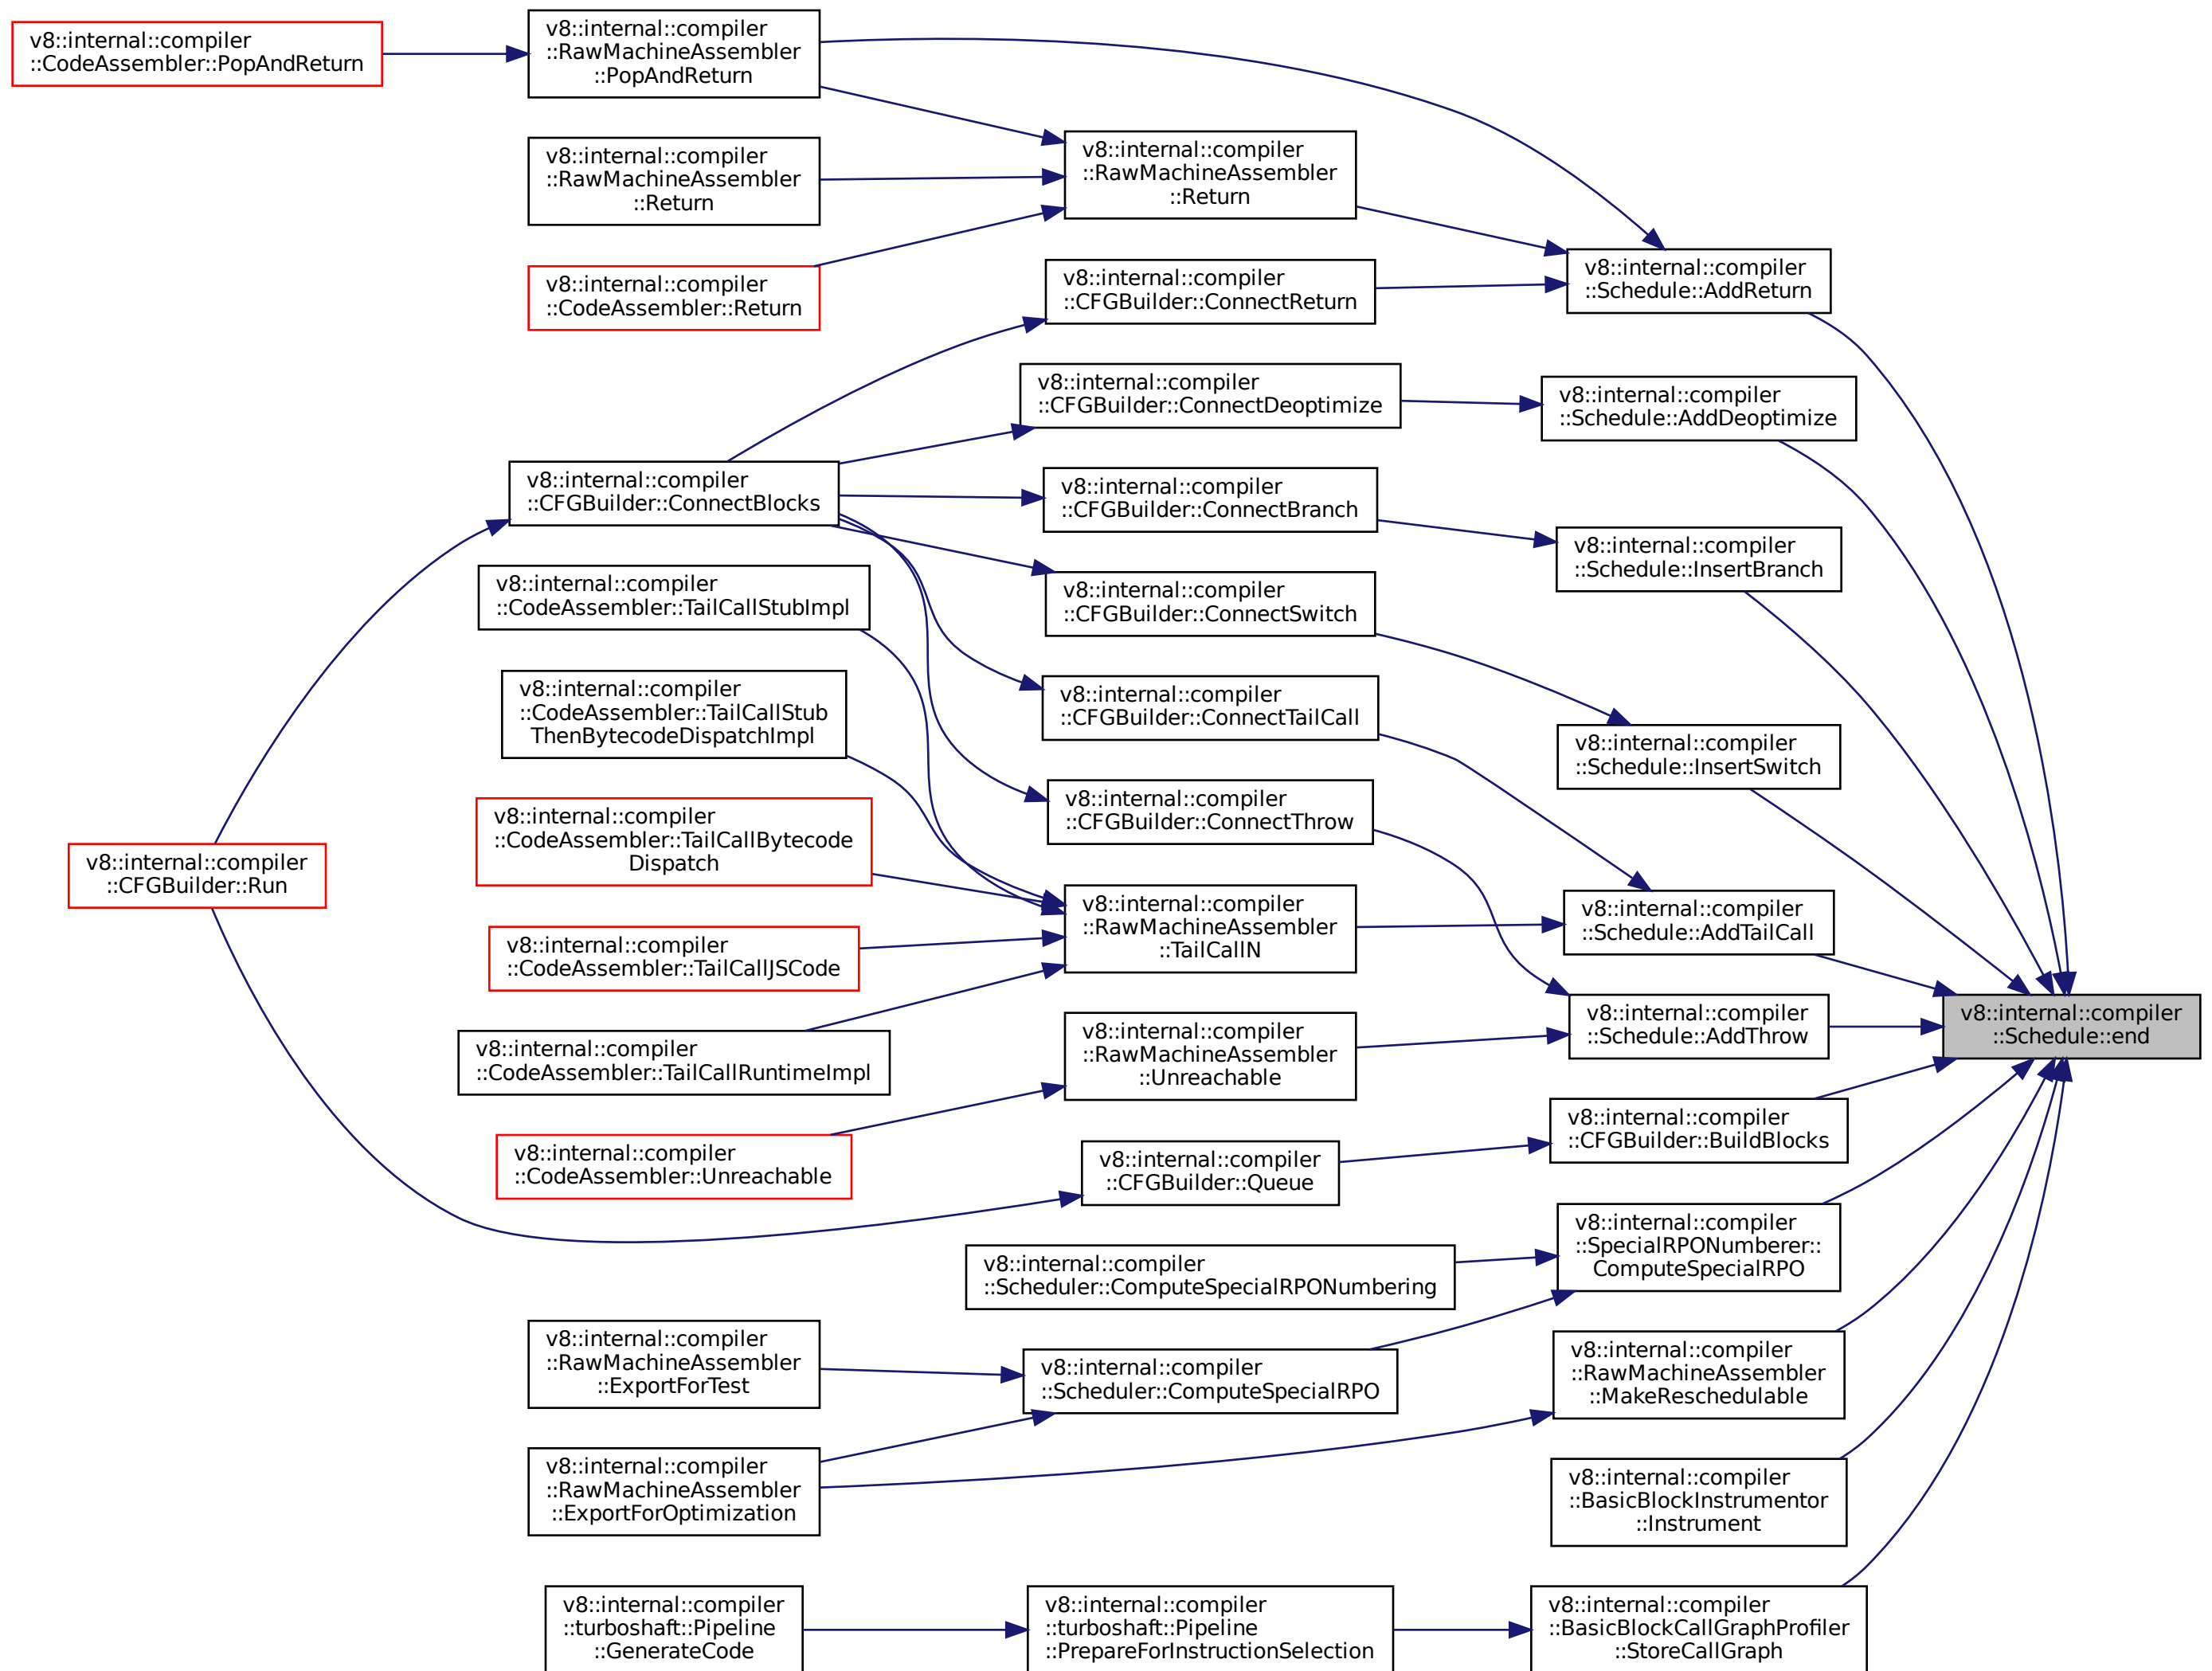 v8::internal::compiler
::CodeAssembler::PopAndReturn
v8::internal::compiler
::RawMachineAssembler
::PopAndReturn
v8::internal::compiler
::RawMachineAssembler
::Return
v8::internal::compiler
::RawMachineAssembler
::Return
v8::internal::compiler
::CodeAssembler::Return
v8::internal::compiler
::CFGBuilder::ConnectReturn
v8::internal::compiler
::Schedule::AddReturn
v8::internal::compiler
::CFGBuilder::ConnectDeoptimize
v8::internal::compiler
::Schedule::AddDeoptimize
v8::internal::compiler
::CFGBuilder::ConnectBlocks
v8::internal::compiler
::CFGBuilder::ConnectBranch
v8::internal::compiler
::Schedule::InsertBranch
v8::internal::compiler
::CodeAssembler::TailCallStubImpl
v8::internal::compiler
::CFGBuilder::ConnectSwitch
v8::internal::compiler
::CodeAssembler::TailCallStub
ThenBytecodeDispatchImpl
v8::internal::compiler
::CFGBuilder::ConnectTailCall
v8::internal::compiler
::Schedule::InsertSwitch
v8::internal::compiler
::CodeAssembler::TailCallBytecode
Dispatch
v8::internal::compiler
::CFGBuilder::ConnectThrow
v8::internal::compiler
::CFGBuilder::Run
v8::internal::compiler
::RawMachineAssembler
::TailCallN
v8::internal::compiler
::Schedule::AddTailCall
v8::internal::compiler
::CodeAssembler::TailCallJSCode
v8::internal::compiler
::CodeAssembler::TailCallRuntimeImpl
v8::internal::compiler
::RawMachineAssembler
::Unreachable
v8::internal::compiler
::Schedule::AddThrow
v8::internal::compiler
::Schedule::end
v8::internal::compiler
::CodeAssembler::Unreachable
v8::internal::compiler
::CFGBuilder::Queue
v8::internal::compiler
::CFGBuilder::BuildBlocks
v8::internal::compiler
::Scheduler::ComputeSpecialRPONumbering
v8::internal::compiler
::SpecialRPONumberer::
ComputeSpecialRPO
v8::internal::compiler
::RawMachineAssembler
::ExportForTest
v8::internal::compiler
::Scheduler::ComputeSpecialRPO
v8::internal::compiler
::RawMachineAssembler
::MakeReschedulable
v8::internal::compiler
::RawMachineAssembler
::ExportForOptimization
v8::internal::compiler
::BasicBlockInstrumentor
::Instrument
v8::internal::compiler
::turboshaft::Pipeline
::GenerateCode
v8::internal::compiler
::turboshaft::Pipeline
::PrepareForInstructionSelection
v8::internal::compiler
::BasicBlockCallGraphProfiler
::StoreCallGraph